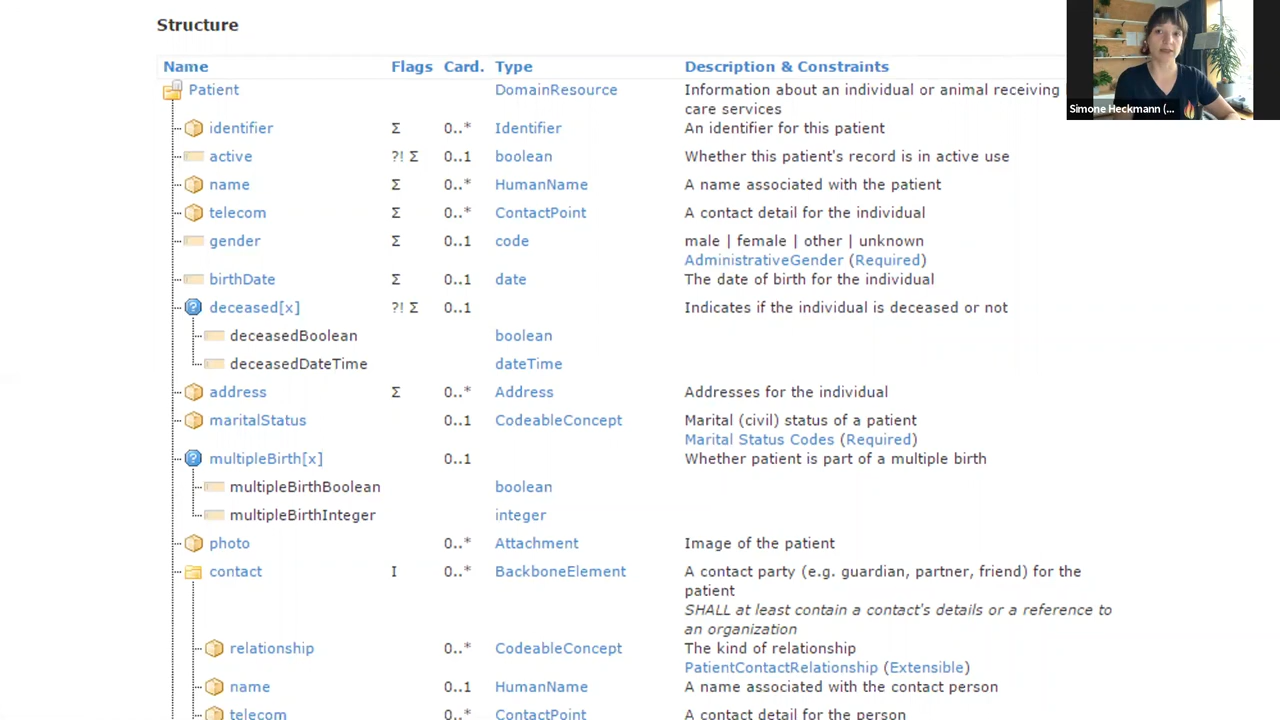 Structure
Name Flags Card. Type Description & Constraints
Patient DomainResource Information about an individual or animal receiving
care services
identifier Σ 0..* Identifier An identifier for this patient
active ?! Σ 0..1 boolean Whether this patient's record is in active use
name Σ 0..* HumanName A name associated with the patient
telecom Σ 0..* ContactPoint A contact detail for the individual
gender Σ 0..1 code male | female | other | unknown
AdministrativeGender (Required)
birthDate Σ 0..1 date The date of birth for the individual
deceased[x] ?! Σ 0..1 Indicates if the individual is deceased or not
deceasedBoolean boolean
deceasedDateTime dateTime
address Σ 0..* Address Addresses for the individual
maritalStatus 0..1 CodeableConcept Marital (civil) status of a patient
Marital Status Codes (Required)
multipleBirth[x] 0..1 Whether patient is part of a multiple birth
multipleBirthBoolean boolean
multipleBirthInteger integer
photo 0..* Attachment Image of the patient
contact I 0..* BackboneElement A contact party (e.g. guardian, partner, friend) for the
patient
SHALL at least contain a contact's details or a reference to
an organization
relationship 0..* CodeableConcept The kind of relationship
PatientContactRelationship (Extensible)
name 0..1 HumanName A name associated with the contact person
telecom 0..* ContactPoint A contact detail for the person
Simone Heckmann (...